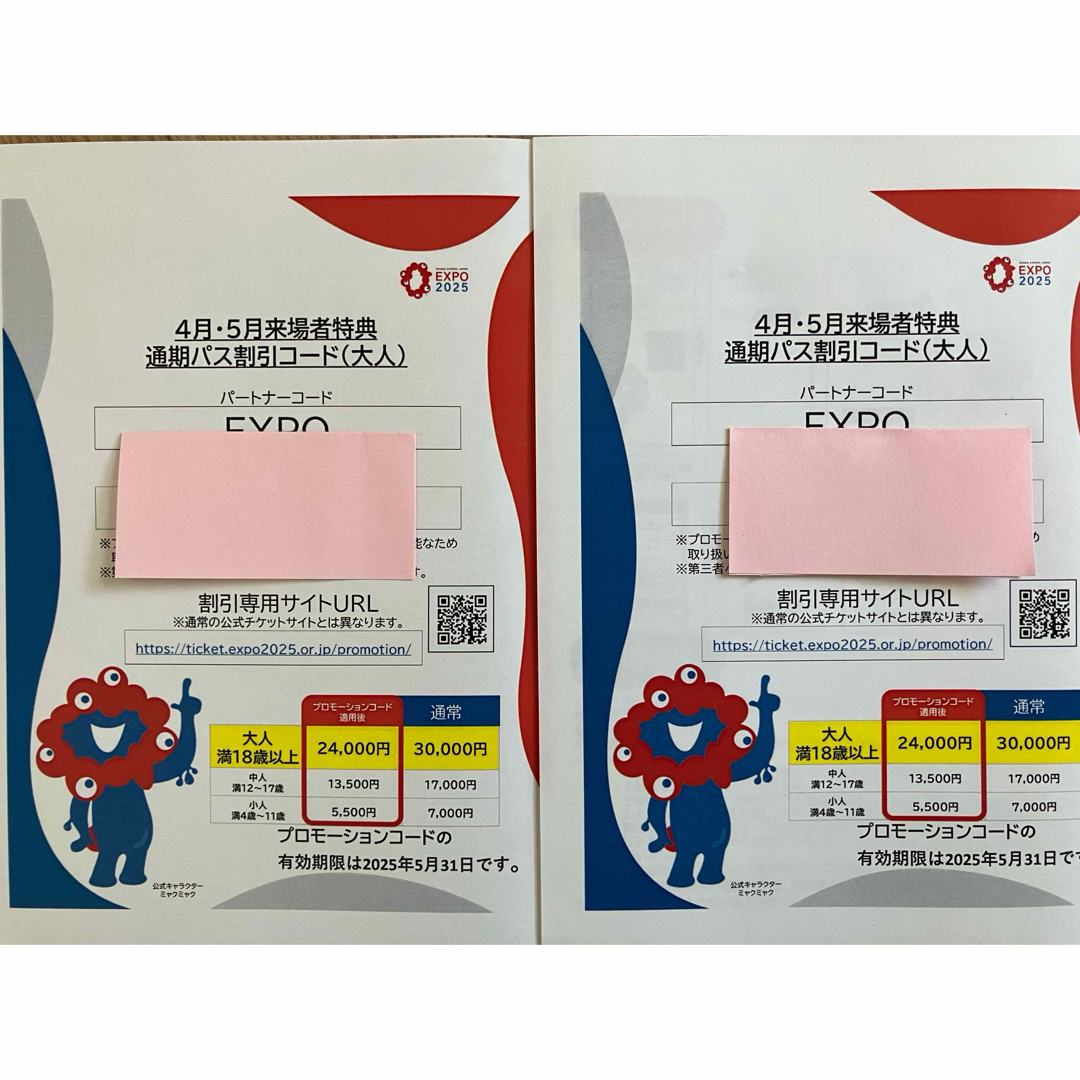 EXPO
2025
4月・5月来場者特典
通期パス割引コード(大人)
パートナーコード
EXPO
能なため
す。
割引専用サイトURL
※通常の公式チケットサイトとは異なります。
https://ticket.expo2025.or.jp/promotion/
プロモーションコード
適用後
通常
大人
満18歳以上
24,000円
30,000円
中人
満12～17歳
13,500円
17,000円
小人
満4歳～11歳
5,500円
7,000円
プロモーションコードの
有効期限は2025年5月31日です。
公式キャラクター
ミャクミャク
EXPO
2025
4月・5月来場者特典
通期パス割引コード(大人)
パートナーコード
EXPO
※プロモー
取り扱い
※第三者へ
割引専用サイトURL
※通常の公式チケットサイトとは異なります。
https://ticket.expo2025.or.jp/promotion/
プロモーションコード
適用後
通常
大人
満18歳以上
24,000円
30,000円
中人
満12～17歳
13,500円
17,000円
小人
満4歳～11歳
5,500円
7,000円
プロモーションコードの
有効期限は2025年5月31日です
公式キャラクター
ミャクミャク